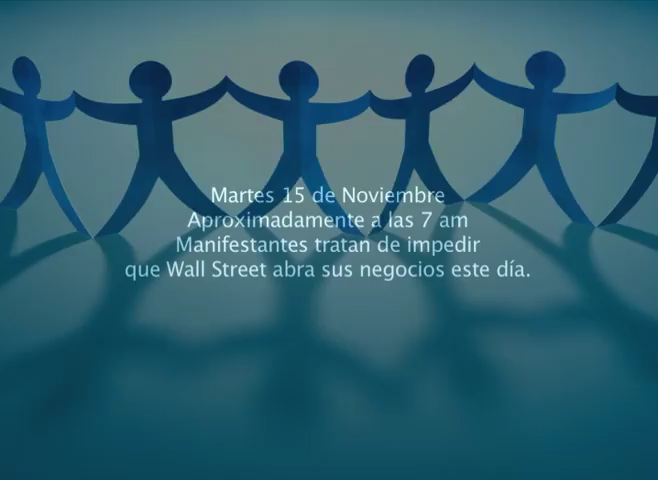 Martes 15 de Noviembre
Aproximadamente a las 7 am
Manifestantes tratan de impedir
que Wall Street abra sus negocios este día.